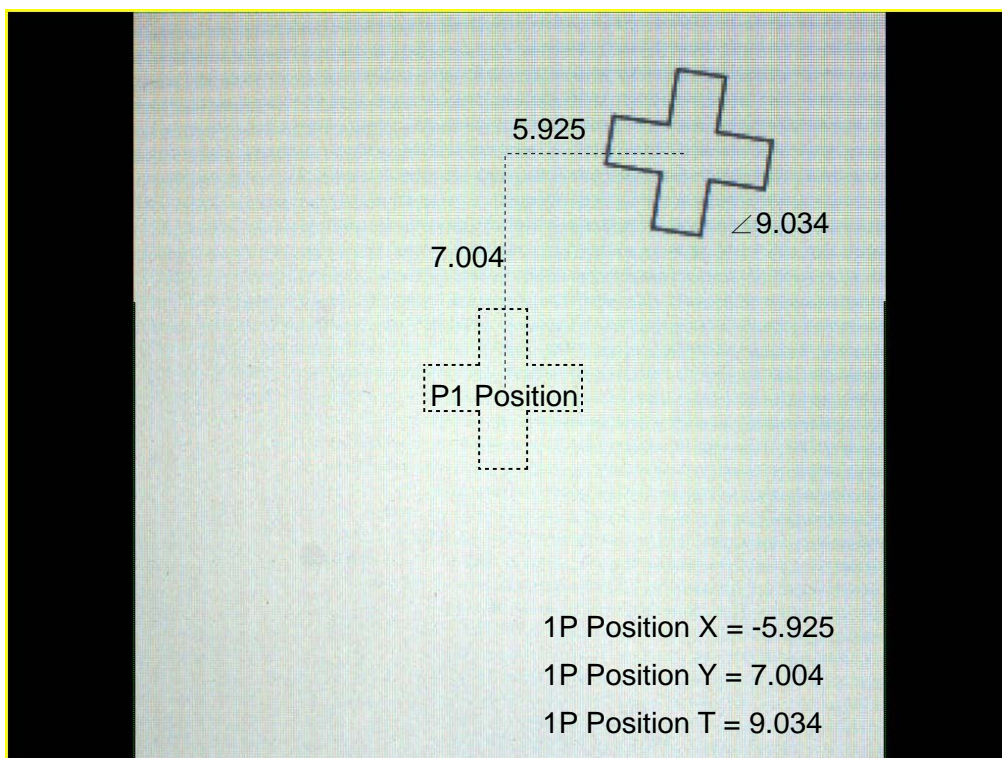 5.925
∠9.034
7.004
P1 Position
1P Position X = -5.925
1P Position Y = 7.004
1P Position T = 9.034